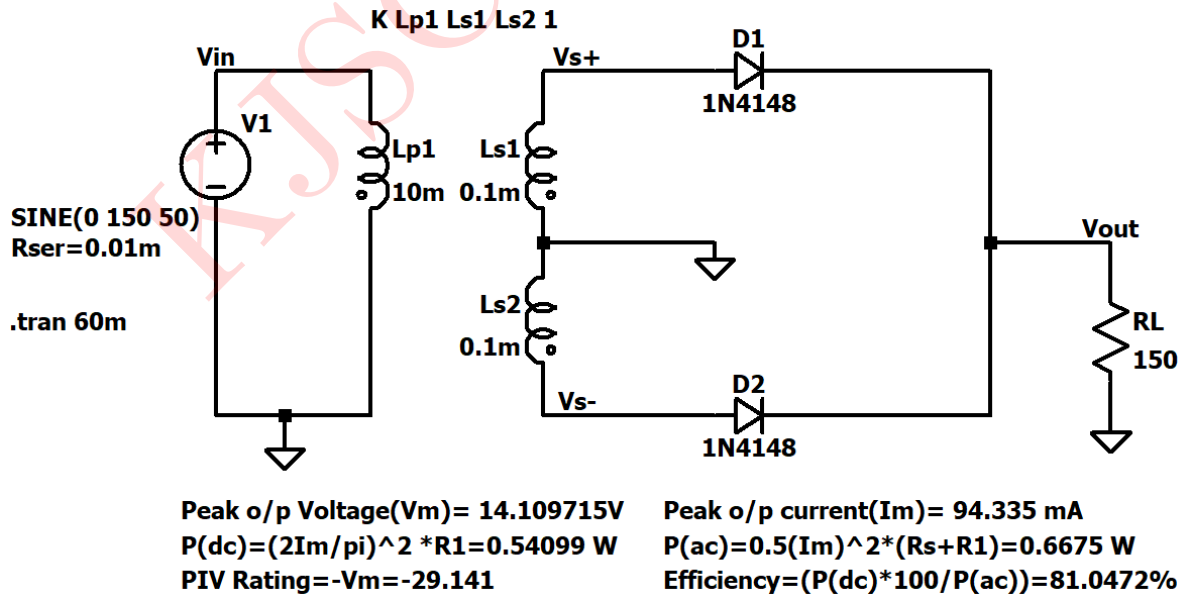 K Lp1 Ls1 Ls2 1
Vin
Vs+
D1
1N4148
V1
Lp1
10m
Ls1
0.1m
SINE(0 150 50)
Rser=0.01m
Vout
Ls2
0.1m
.tran 60m
RL
150
D2
Vs-
1N4148
Peak o/p Voltage(Vm)= 14.109715V
Peak o/p current(Im)= 94.335 mA
P(dc)=(2Im/pi)^2 *R1=0.54099 W
P(ac)=0.5(Im)^2*(Rs+R1)=0.6675 W
PIV Rating=-Vm=-29.141
Efficiency=(P(dc)*100/P(ac))=81.0472%